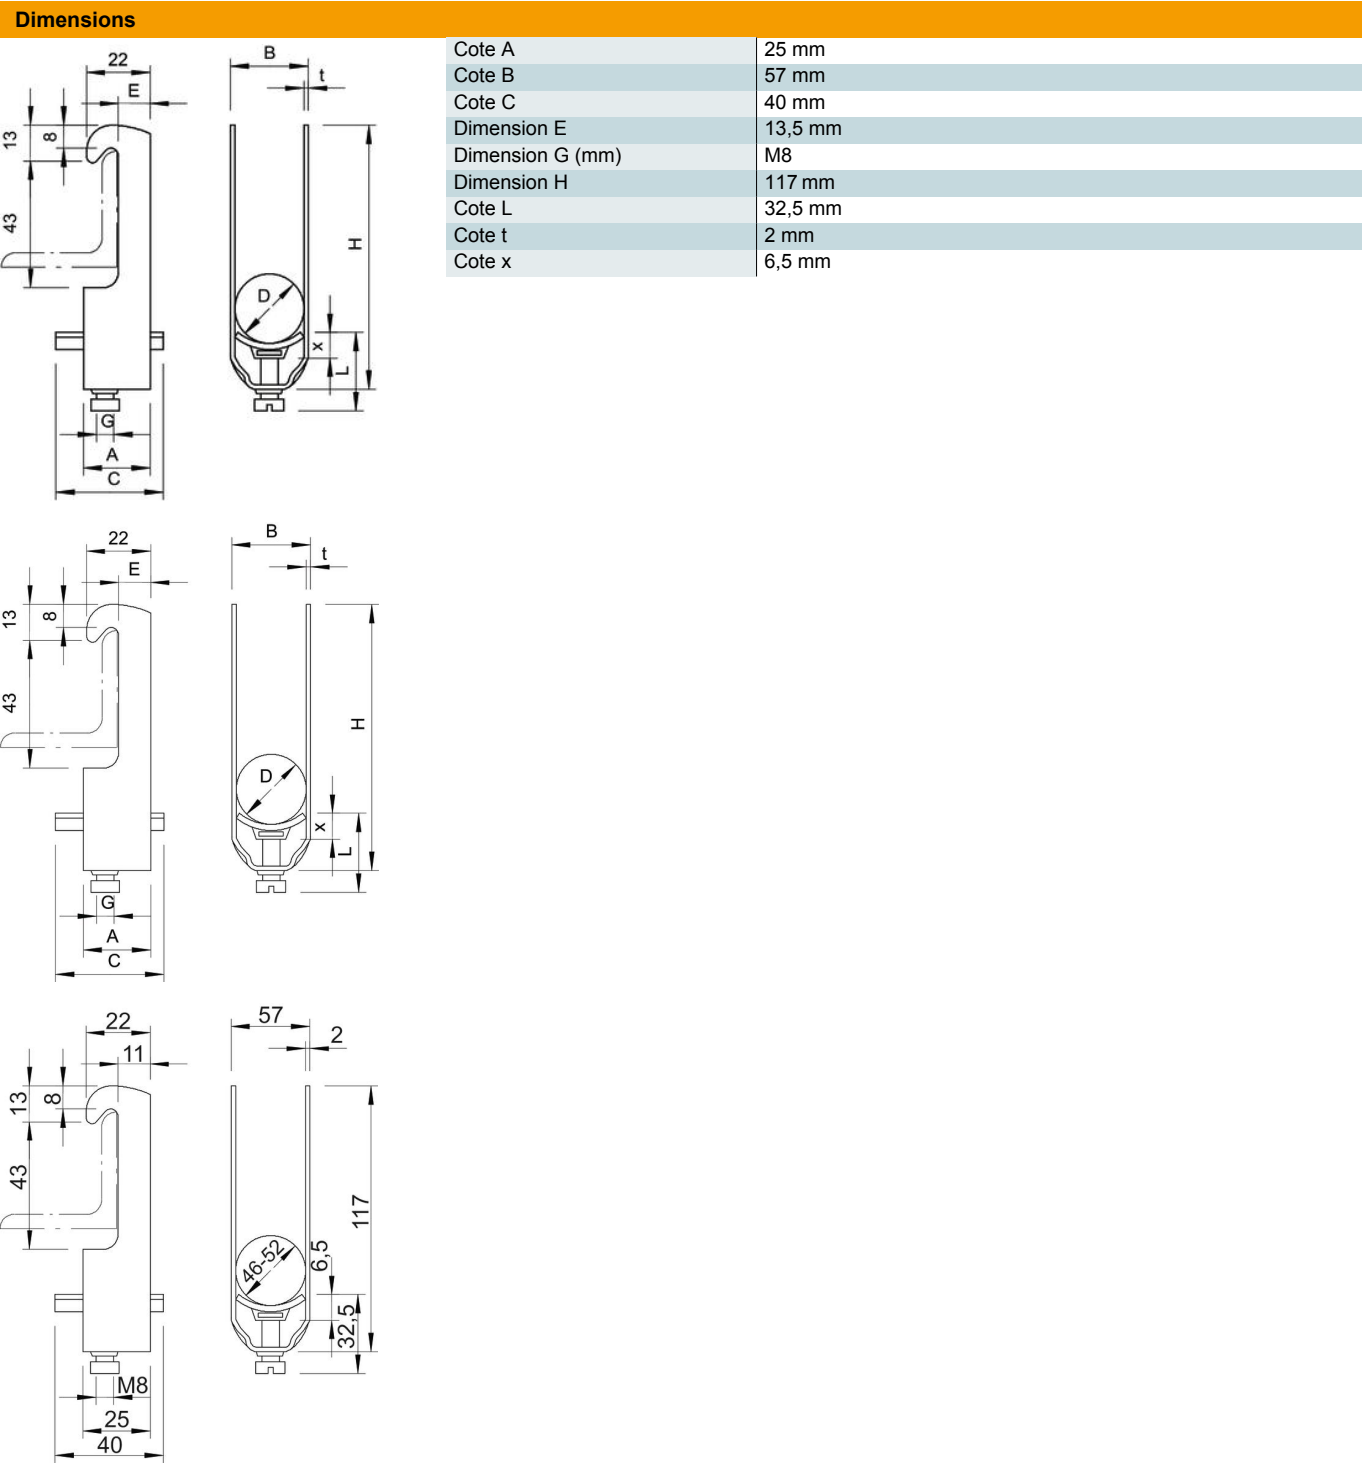 Dimensions
Cote A 25 mm
Cote B 57 mm
Cote C 40 mm
Dimension E 13,5 mm
Dimension G (mm) M8
Dimension H 117 mm
Cote L 32,5 mm
Cote t 2 mm
Cote x 6,5 mm
22
E
13
8
43
G
A
C
B
t
H
D
x
L
22
E
13
8
43
G
A
C
B
t
H
D
x
L
22
11
13
8
43
M8
25
40
57
2
117
46-52
6,5
32,5